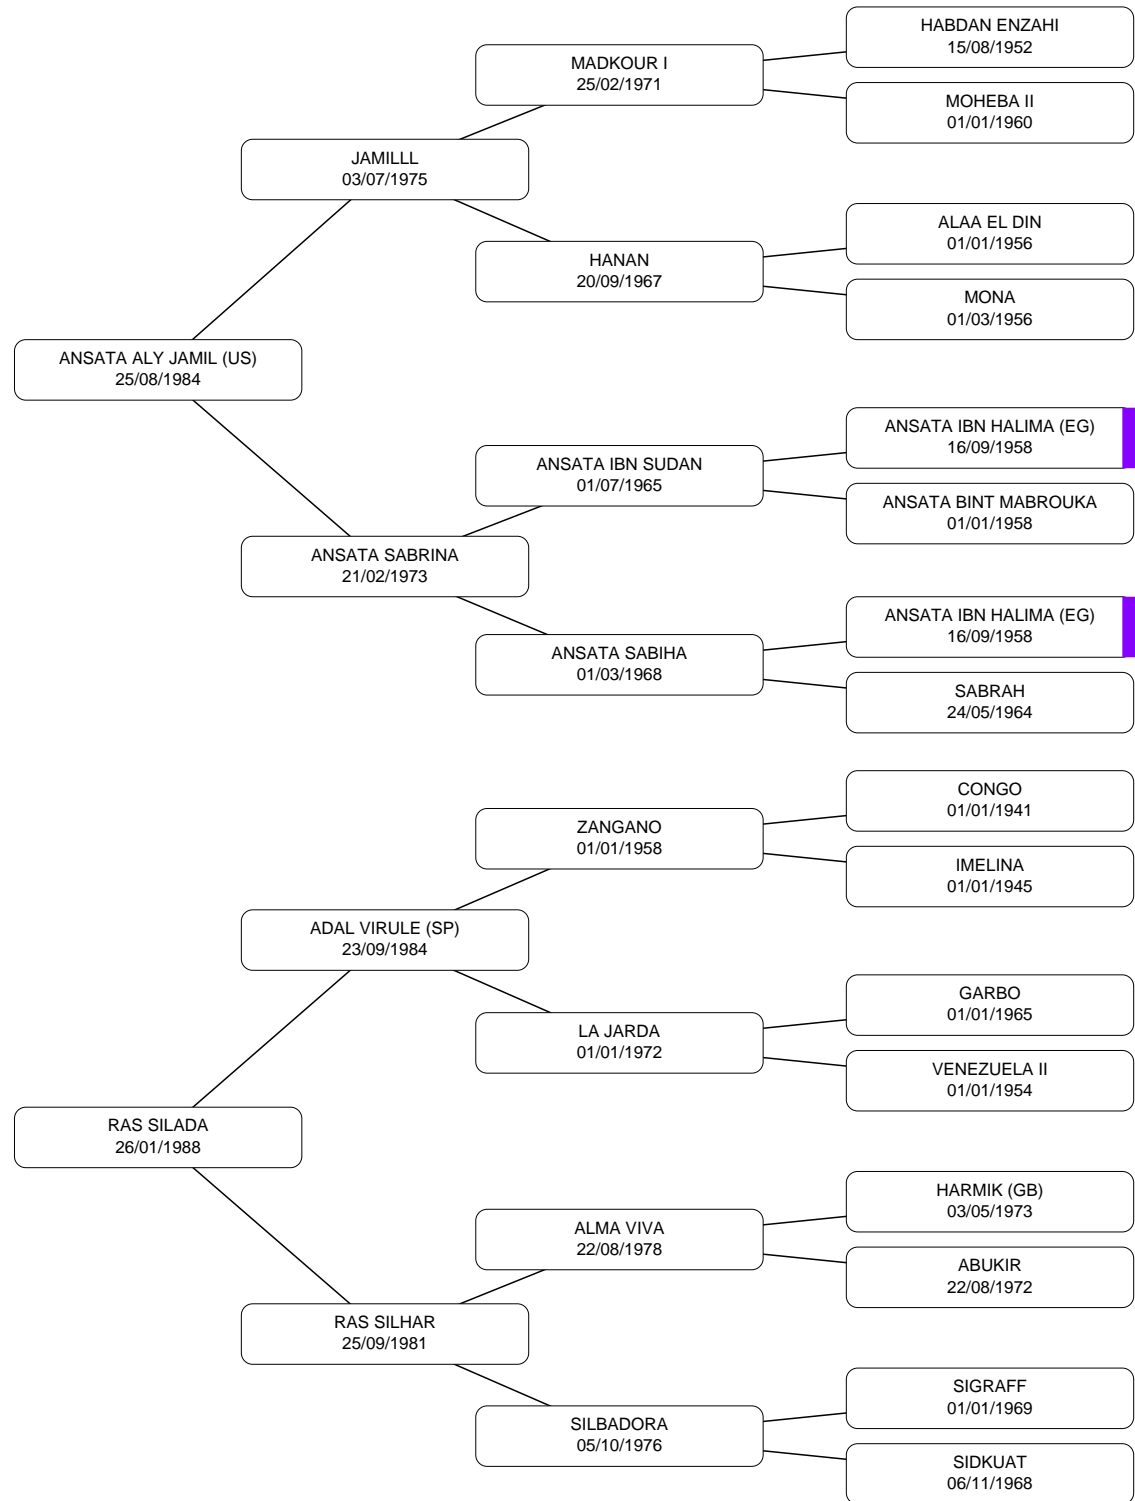 HABDAN ENZAHI
15/08/1952
MADKOUR I
25/02/1971
MOHEBA II
01/01/1960
JAMILLL
03/07/1975
ALAA EL DIN
01/01/1956
HANAN
20/09/1967
MONA
01/03/1956
ANSATA ALY JAMIL (US)
25/08/1984
ANSATA IBN HALIMA (EG)
16/09/1958
ANSATA IBN SUDAN
01/07/1965
ANSATA BINT MABROUKA
01/01/1958
ANSATA SABRINA
21/02/1973
ANSATA IBN HALIMA (EG)
16/09/1958
ANSATA SABIHA
01/03/1968
SABRAH
24/05/1964
CONGO
01/01/1941
ZANGANO
01/01/1958
IMELINA
01/01/1945
ADAL VIRULE (SP)
23/09/1984
GARBO
01/01/1965
LA JARDA
01/01/1972
VENEZUELA II
01/01/1954
RAS SILADA
26/01/1988
HARMIK (GB)
03/05/1973
ALMA VIVA
22/08/1978
ABUKIR
22/08/1972
RAS SILHAR
25/09/1981
SIGRAFF
01/01/1969
SILBADORA
05/10/1976
SIDKUAT
06/11/1968